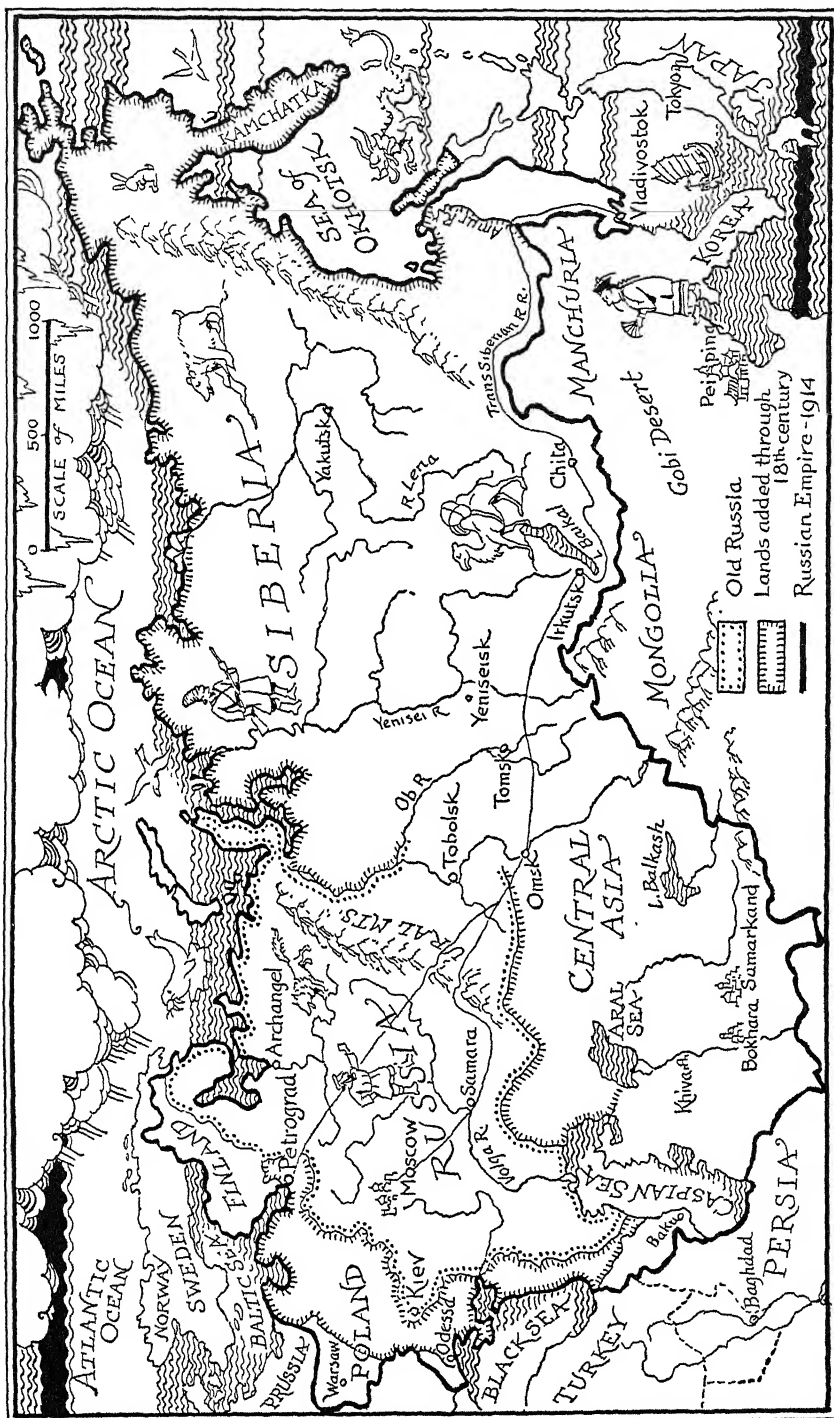 ARCTIC OCEAN
SCALE of MILES
0 500 1000
ATLANTIC
OCEAN
NORWAY
SWEDEN
BALTIC SEA
FINLAND
PRUSSIA
Warsaw
POLAND
Petrograd
Archangel
RUSSIA
Moscow
Kiev
Odessa
BLACK SEA
TURKEY
Samara
Volga R.
URAL MTS.
CASPIAN SEA
Baku
Baghdad
PERSIA
SIBERIA
Ob R
Tobolsk
Tomsk
Omsk
Yenisei R
Yeniseisk
Yakutsk
R Lena
Irkutsk
L. Baikal
Chita
Trans Siberian R.R.
KAMCHATKA
SEA of
OKHOTSK
Vladivostok
JAPAN
Tokyo
KOREA
MANCHURIA
Peiping
Gobi Desert
MONGOLIA
CENTRAL
ASIA
L. Balkash
ARAL
SEA
Khiva
Bokhara
Samarkand
Old Russia
Lands added through
18th century
Russian Empire-1914